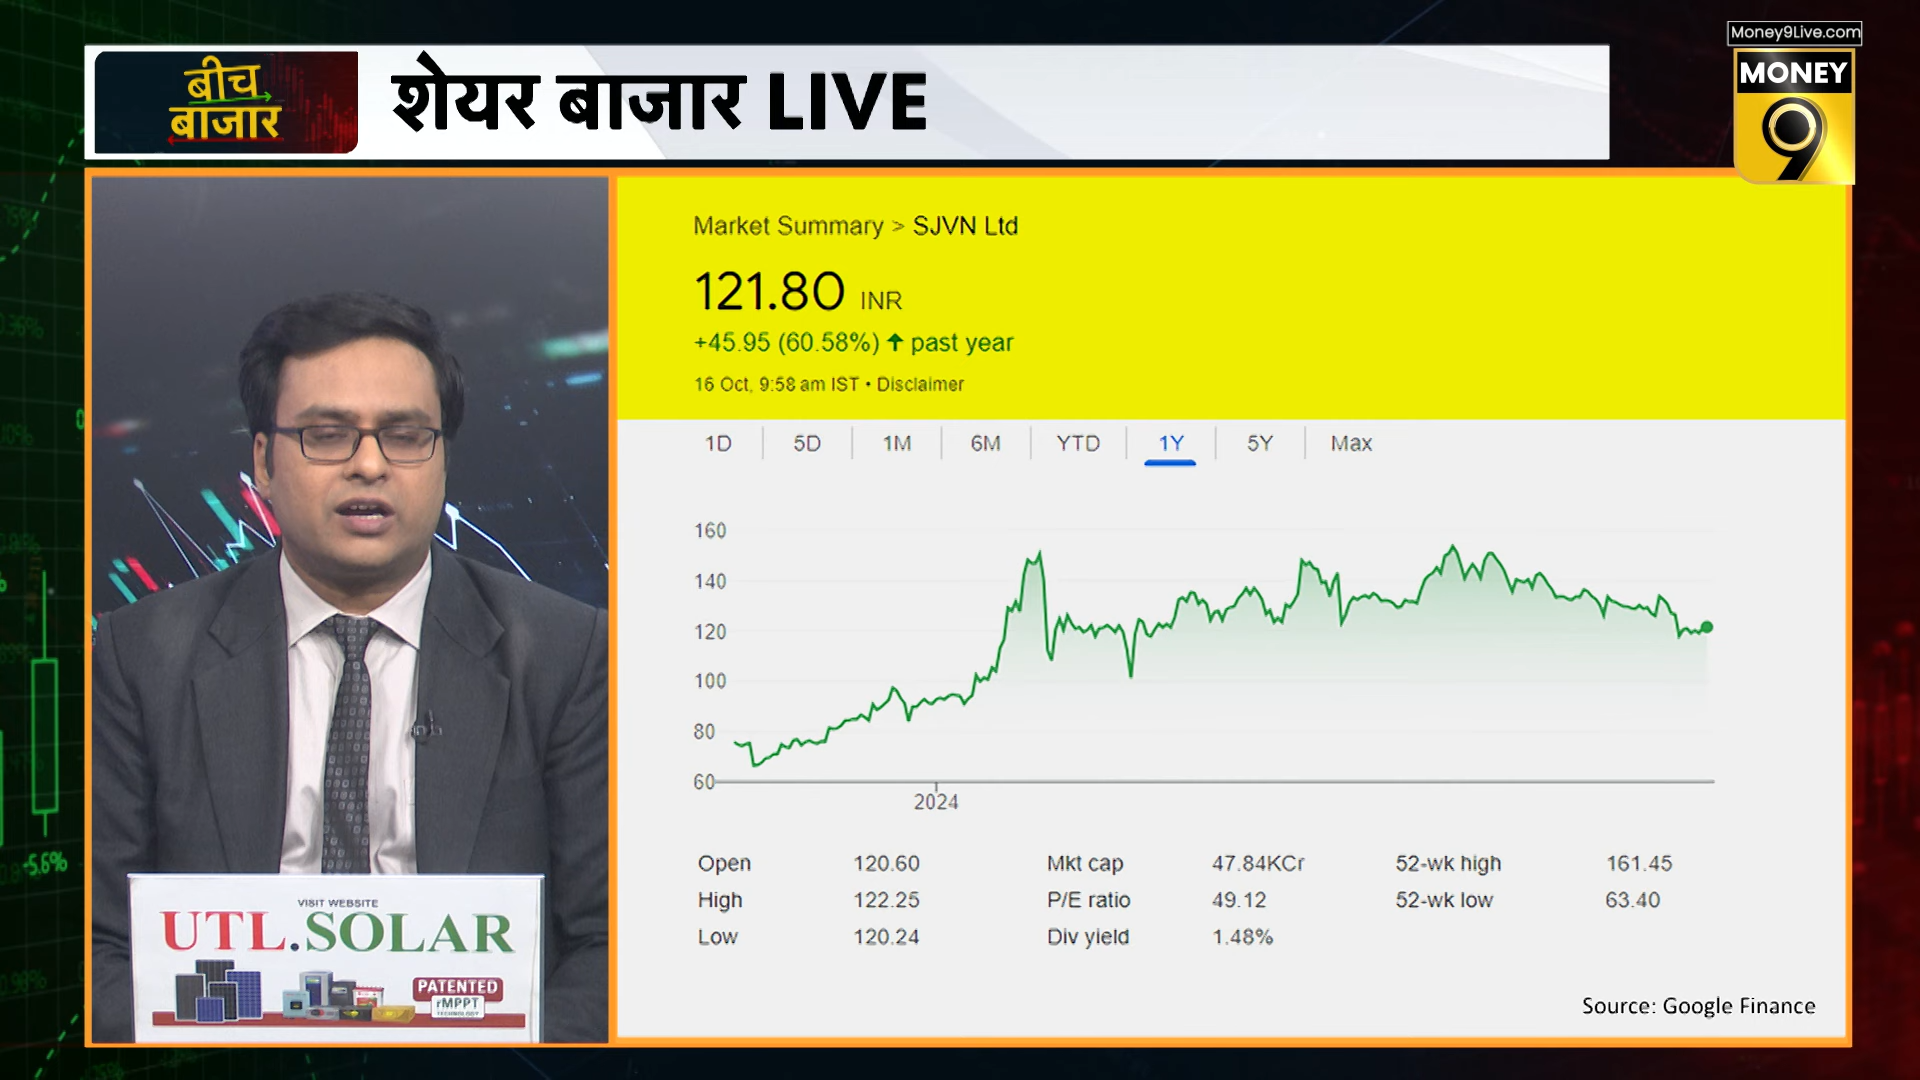 Money9Live.com
MONEY
9
बीच
बाजार
शेयर बाजार LIVE
Market Summary > SJVN Ltd
121.80 INR
+45.95 (60.58%) ↑ past year
16 Oct, 9:58 am IST • Disclaimer
1D 5D 1M 6M YTD 1Y 5Y Max
160
140
120
100
80
60
2024
Open 120.60 Mkt cap 47.84KCr 52-wk high 161.45
High 122.25 P/E ratio 49.12 52-wk low 63.40
Low 120.24 Div yield 1.48%
Source: Google Finance
VISIT WEBSITE
UTL.SOLAR
PATENTED
rMPPT
TECHNOLOGY
-5.6%